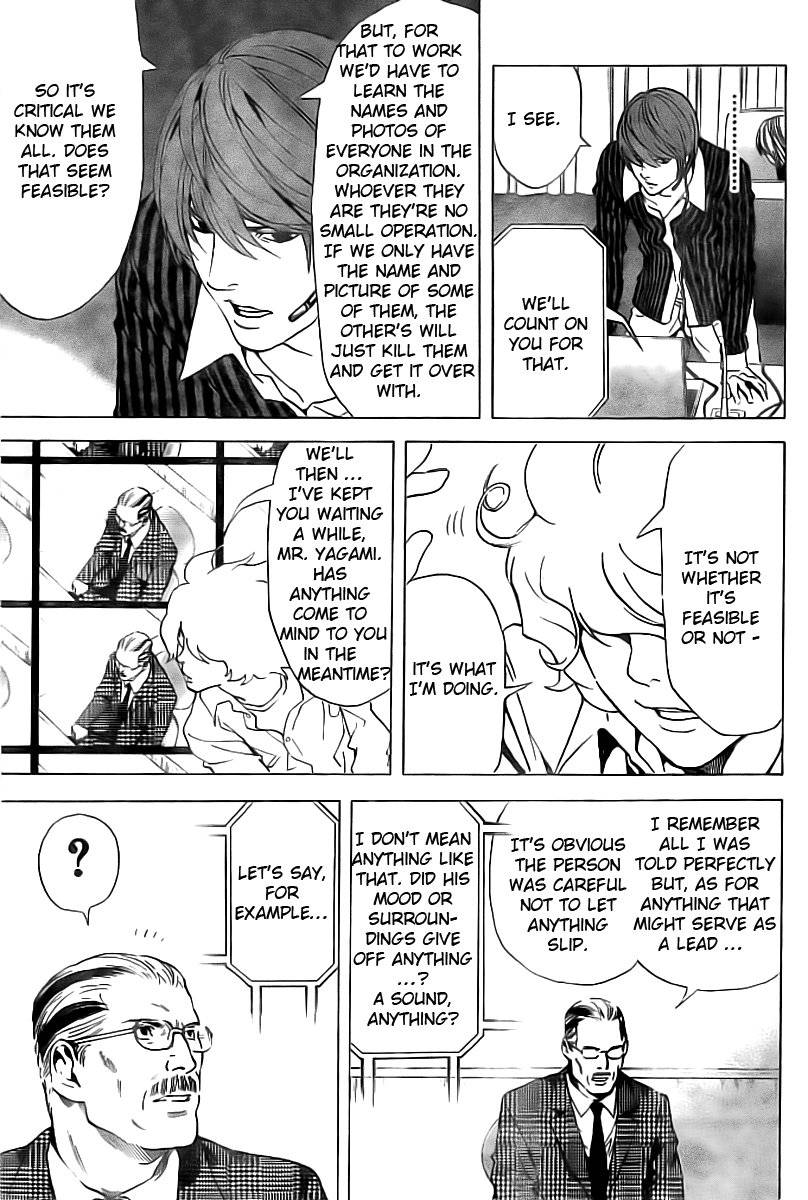 I SEE.
WE'LL
COUNT ON
YOU FOR
THAT.
BUT, FOR
THAT TO WORK
WE'D HAVE TO
LEARN THE
NAMES AND
PHOTOS OF
EVERYONE IN THE
ORGANIZATION.
WHOEVER THEY
ARE THEY'RE NO
SMALL OPERATION.
IF WE ONLY HAVE
THE NAME AND
PICTURE OF SOME
OF THEM, THE
OTHER'S WILL
JUST KILL THEM
AND GET IT OVER
WITH.
SO IT'S
CRITICAL WE
KNOW THEM
ALL. DOES
THAT SEEM
FEASIBLE?
IT'S NOT
WHETHER
IT'S
FEASIBLE
OR NOT -
IT'S WHAT
I'M DOING.
WE'LL
THEN ...
I'VE KEPT
YOU WAITING
A WHILE,
MR. YAGAMI.
HAS
ANYTHING
COME TO
MIND TO YOU
IN THE
MEANTIME?
I REMEMBER
ALL I WAS
TOLD PERFECTLY
BUT, AS FOR
ANYTHING THAT
MIGHT SERVE AS
A LEAD ...
IT'S OBVIOUS
THE PERSON
WAS CAREFUL
NOT TO LET
ANYTHING
SLIP.
I DON'T MEAN
ANYTHING LIKE
THAT. DID HIS
MOOD OR
SURROUN-
DINGS GIVE
OFF ANYTHING
...?
A SOUND,
ANYTHING?
LET'S SAY,
FOR
EXAMPLE...
?